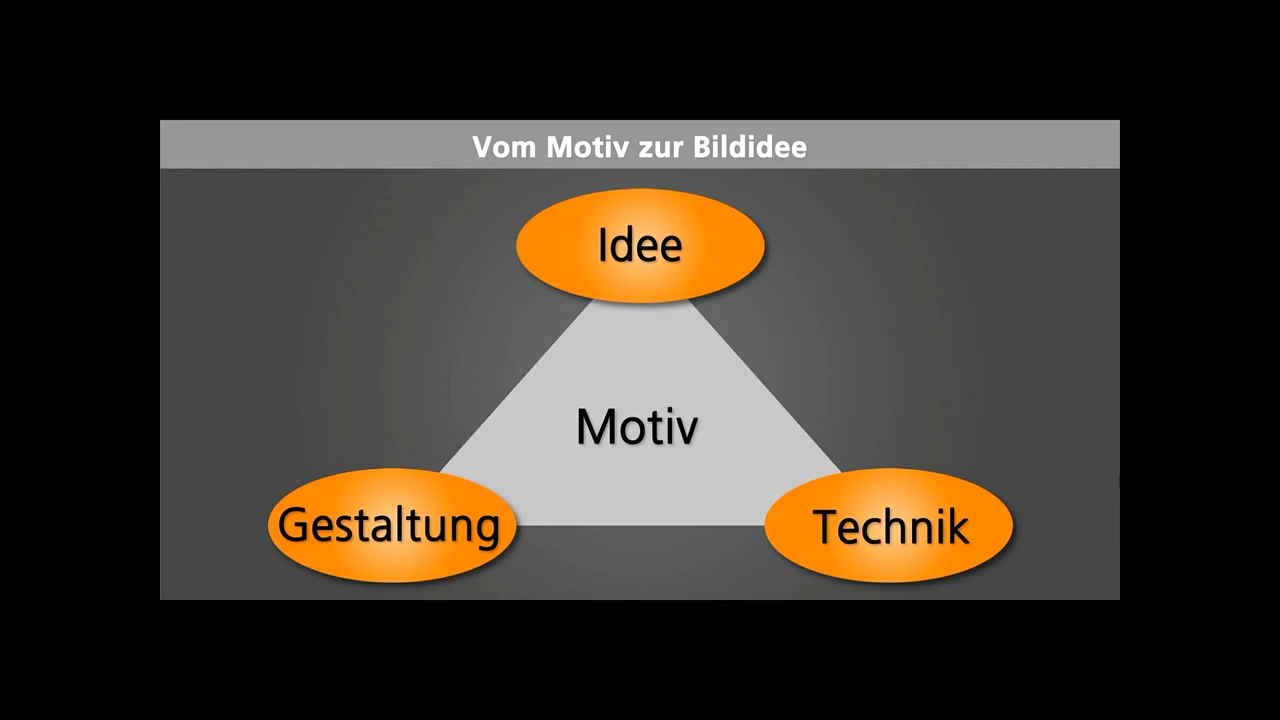 Vom Motiv zur Bildidee
Idee
Motiv
Gestaltung
Technik